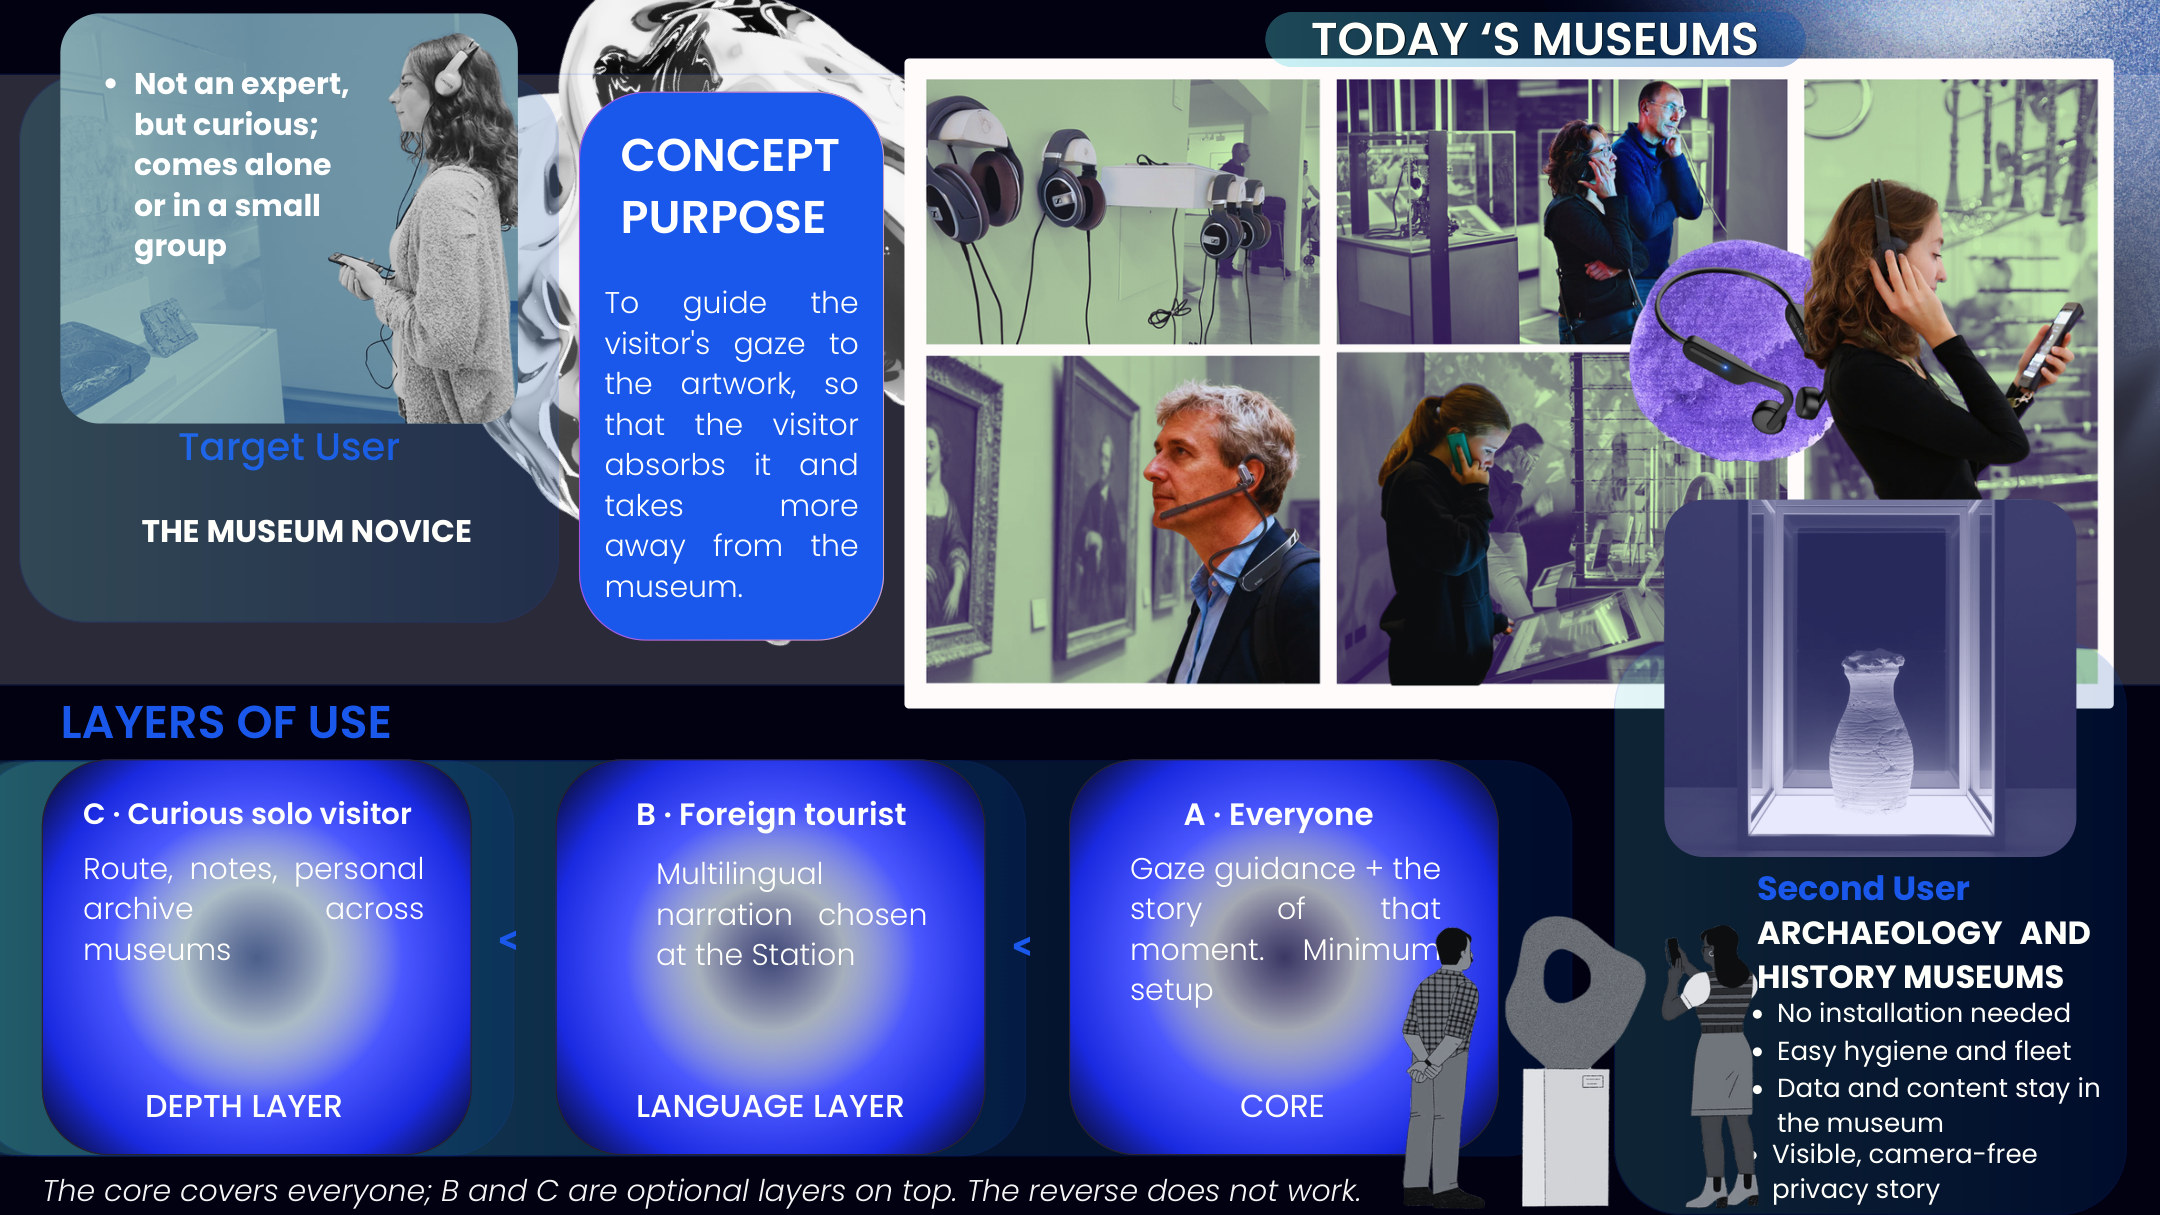 TODAY ‘S MUSEUMS
• Not an expert,
but curious;
comes alone
or in a small
group
Target User
THE MUSEUM NOVICE
CONCEPT
PURPOSE
To guide the
visitor's gaze to
the artwork, so
that the visitor
absorbs it and
takes more
away from the
museum.
LAYERS OF USE
C · Curious solo visitor
Route, notes, personal
archive across
museums
DEPTH LAYER
<
B · Foreign tourist
Multilingual
narration chosen
at the Station
LANGUAGE LAYER
<
A · Everyone
Gaze guidance + the
story of that
moment. Minimum
setup
CORE
The core covers everyone; B and C are optional layers on top. The reverse does not work.
Second User
ARCHAEOLOGY AND
HISTORY MUSEUMS
• No installation needed
• Easy hygiene and fleet
• Data and content stay in
the museum
• Visible, camera-free
privacy story